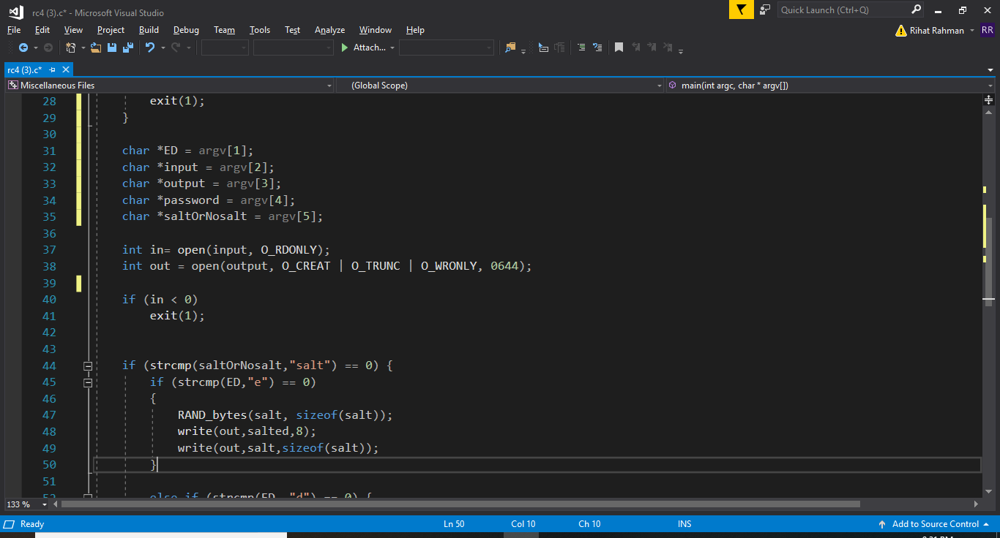 rc4 (3).c* - Microsoft Visual Studio
Quick Launch (Ctrl+Q)
File Edit View Project Build Debug Team Tools Test Analyze Window Help
Rihat Rahman RR
Attach...
rc4 (3).c*
Miscellaneous Files (Global Scope) main(int argc, char * argv[])
28 exit(1);
29 }
30
31 char *ED = argv[1];
32 char *input = argv[2];
33 char *output = argv[3];
34 char *password = argv[4];
35 char *saltOrNosalt = argv[5];
36
37 int in= open(input, O_RDONLY);
38 int out = open(output, O_CREAT | O_TRUNC | O_WRONLY, 0644);
39
40 if (in < 0)
41 exit(1);
42
43
44 if (strcmp(saltOrNosalt,"salt") == 0) {
45 if (strcmp(ED,"e") == 0)
46 {
47 RAND_bytes(salt, sizeof(salt));
48 write(out,salted,8);
49 write(out,salt,sizeof(salt));
50 }
51
52 else if (strcmp(ED, "d") == 0) {
133 %
Ready Ln 50 Col 10 Ch 10 INS Add to Source Control